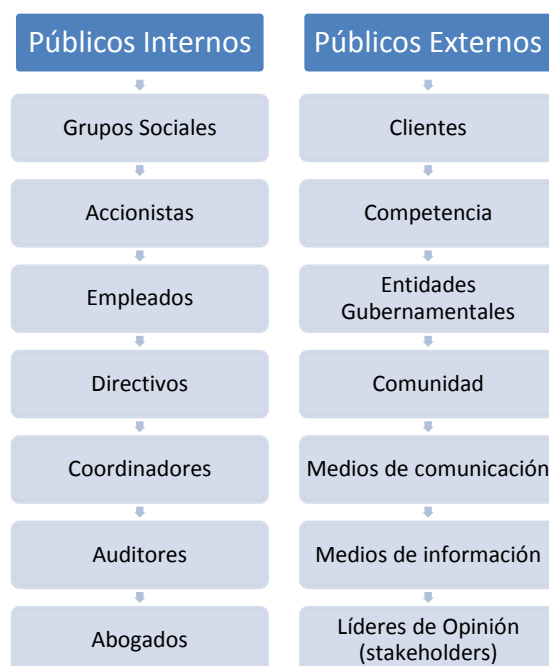 Públicos Internos
Grupos Sociales
Accionistas
Empleados
Directivos
Coordinadores
Auditores
Abogados
Públicos Externos
Clientes
Competencia
Entidades
Gubernamentales
Comunidad
Medios de comunicación
Medios de información
Líderes de Opinión
(stakeholders)